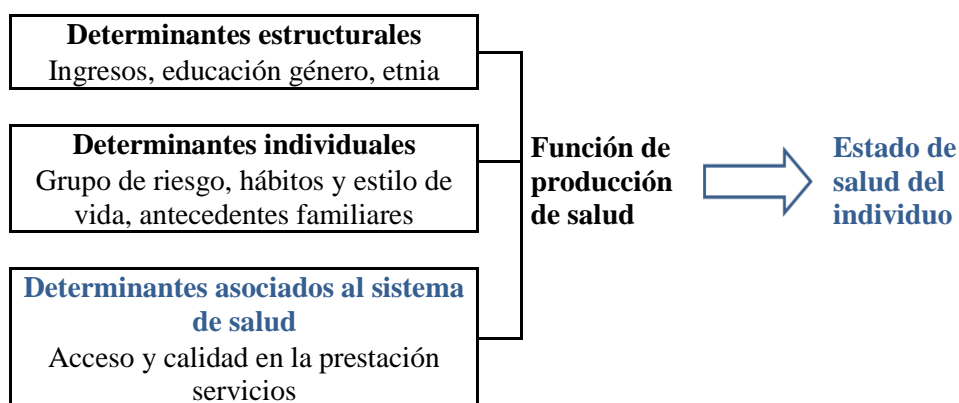 Determinantes estructurales
Ingresos, educación género, etnia
Determinantes individuales
Grupo de riesgo, hábitos y estilo de
vida, antecedentes familiares
Determinantes asociados al sistema
de salud
Acceso y calidad en la prestación
servicios
Función de
producción
de salud
Estado de
salud del
individuo